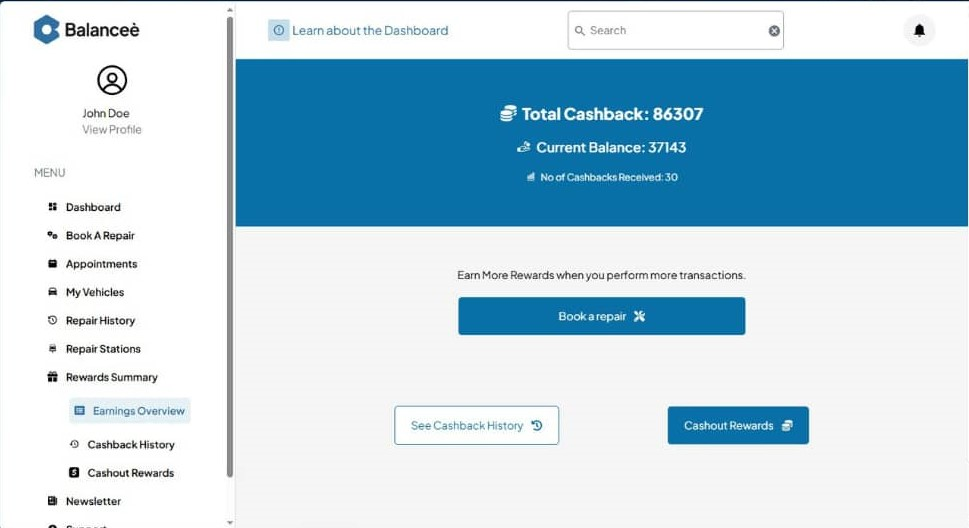 Balanceè
John Doe
View Profile
MENU
Dashboard
Book A Repair
Appointments
My Vehicles
Repair History
Repair Stations
Rewards Summary
Earnings Overview
Cashback History
Cashout Rewards
Newsletter
Support
Learn about the Dashboard
Search
Total Cashback: 86307
Current Balance: 37143
No of Cashbacks Received: 30
Earn More Rewards when you perform more transactions.
Book a repair
See Cashback History
Cashout Rewards